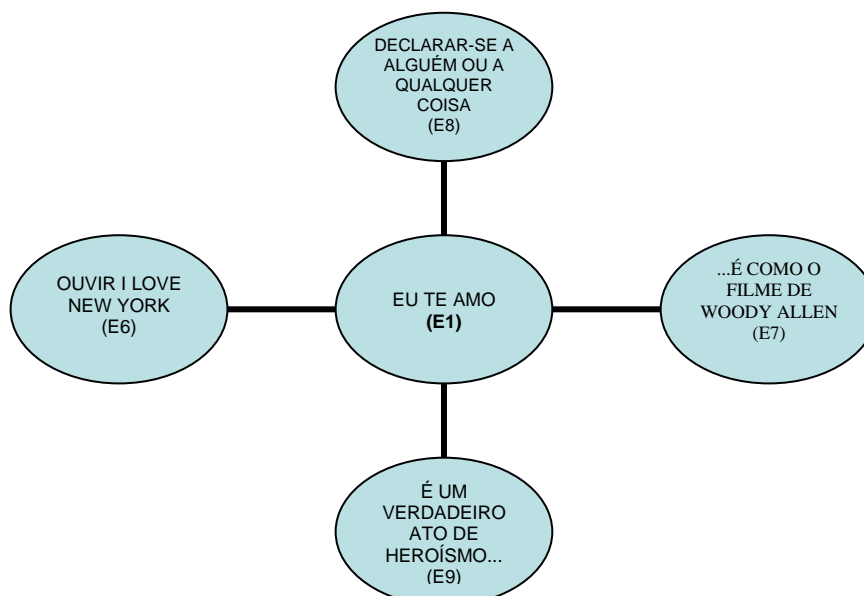 DECLARAR-SE A
ALGUÉM OU A
QUALQUER
COISA
(E8)
OUVIR I LOVE
NEW YORK
(E6)
EU TE AMO
(E1)
...É COMO O
FILME DE
WOODY ALLEN
(E7)
É UM
VERDADEIRO
ATO DE
HEROÍSMO...
(E9)